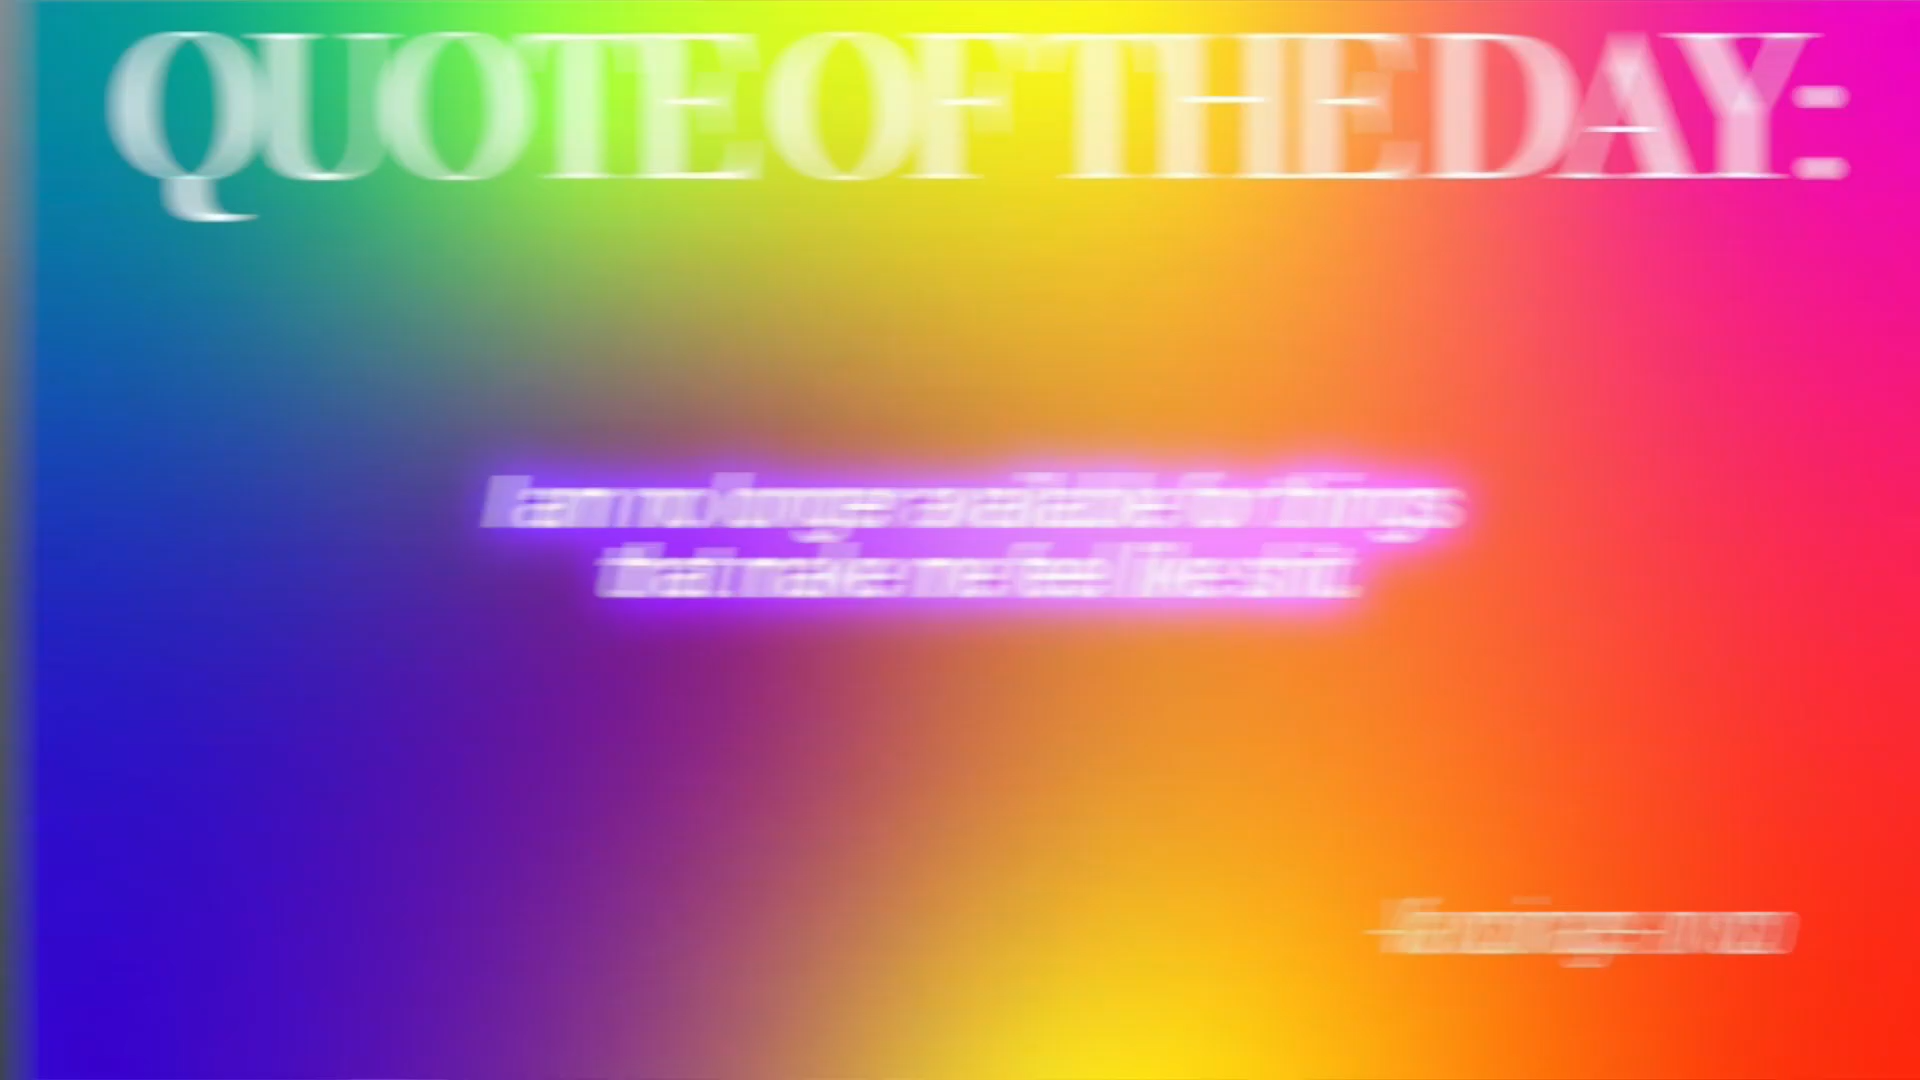 QUOTE OF THE DAY:
I am no longer available for things
that make me feel like shit.